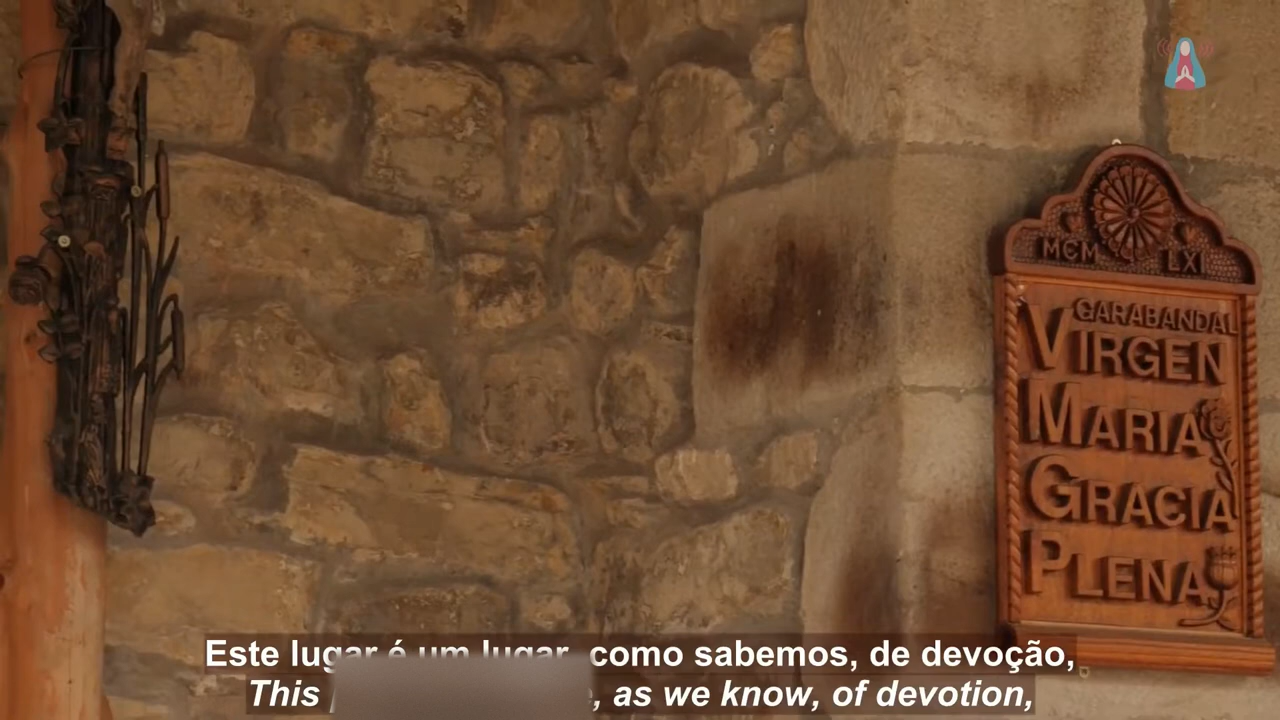 MCM LXI
GARABANDAL
VIRGEN
MARIA
GRACIA
PLENA
Este lugar é um lugar, como sabemos, de devoção,
This , as we know, of devotion,